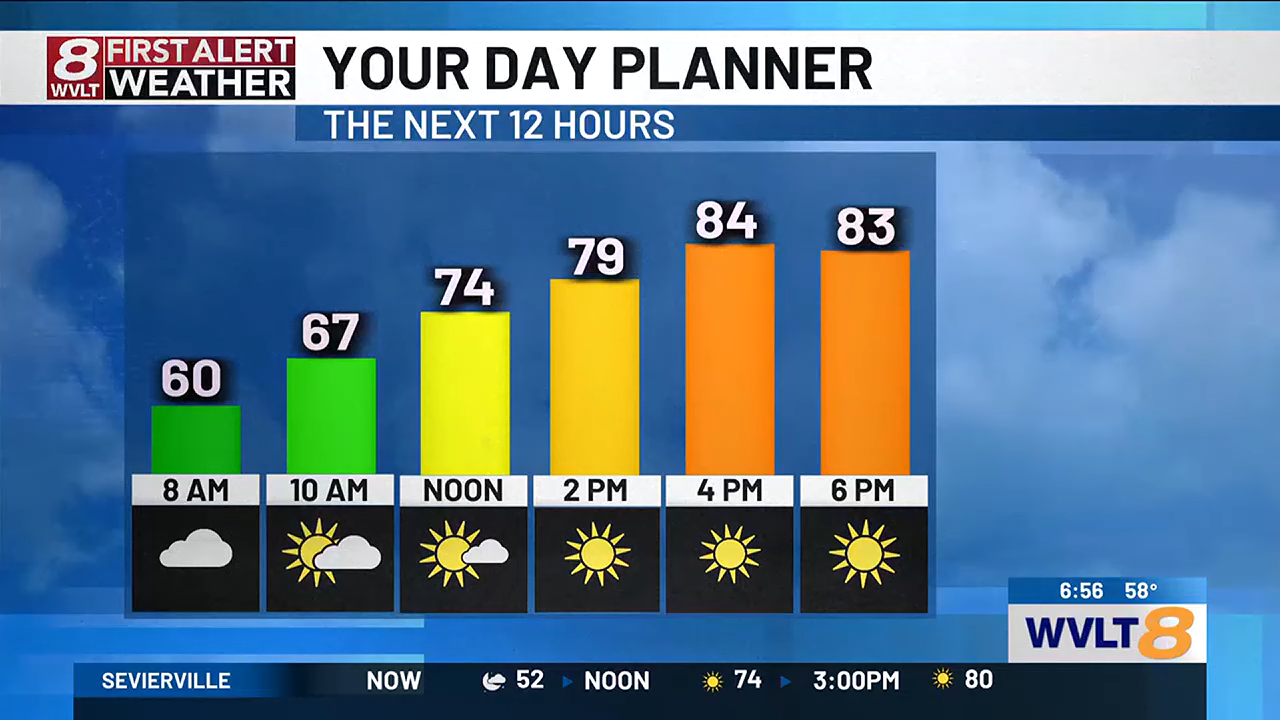 8 FIRST ALERT
WVLT WEATHER
YOUR DAY PLANNER
THE NEXT 12 HOURS
60 67 74 79 84 83
8 AM 10 AM NOON 2 PM 4 PM 6 PM
6:56 58°
WVLT 8
SEVIERVILLE NOW 52 NOON 74 3:00PM 80